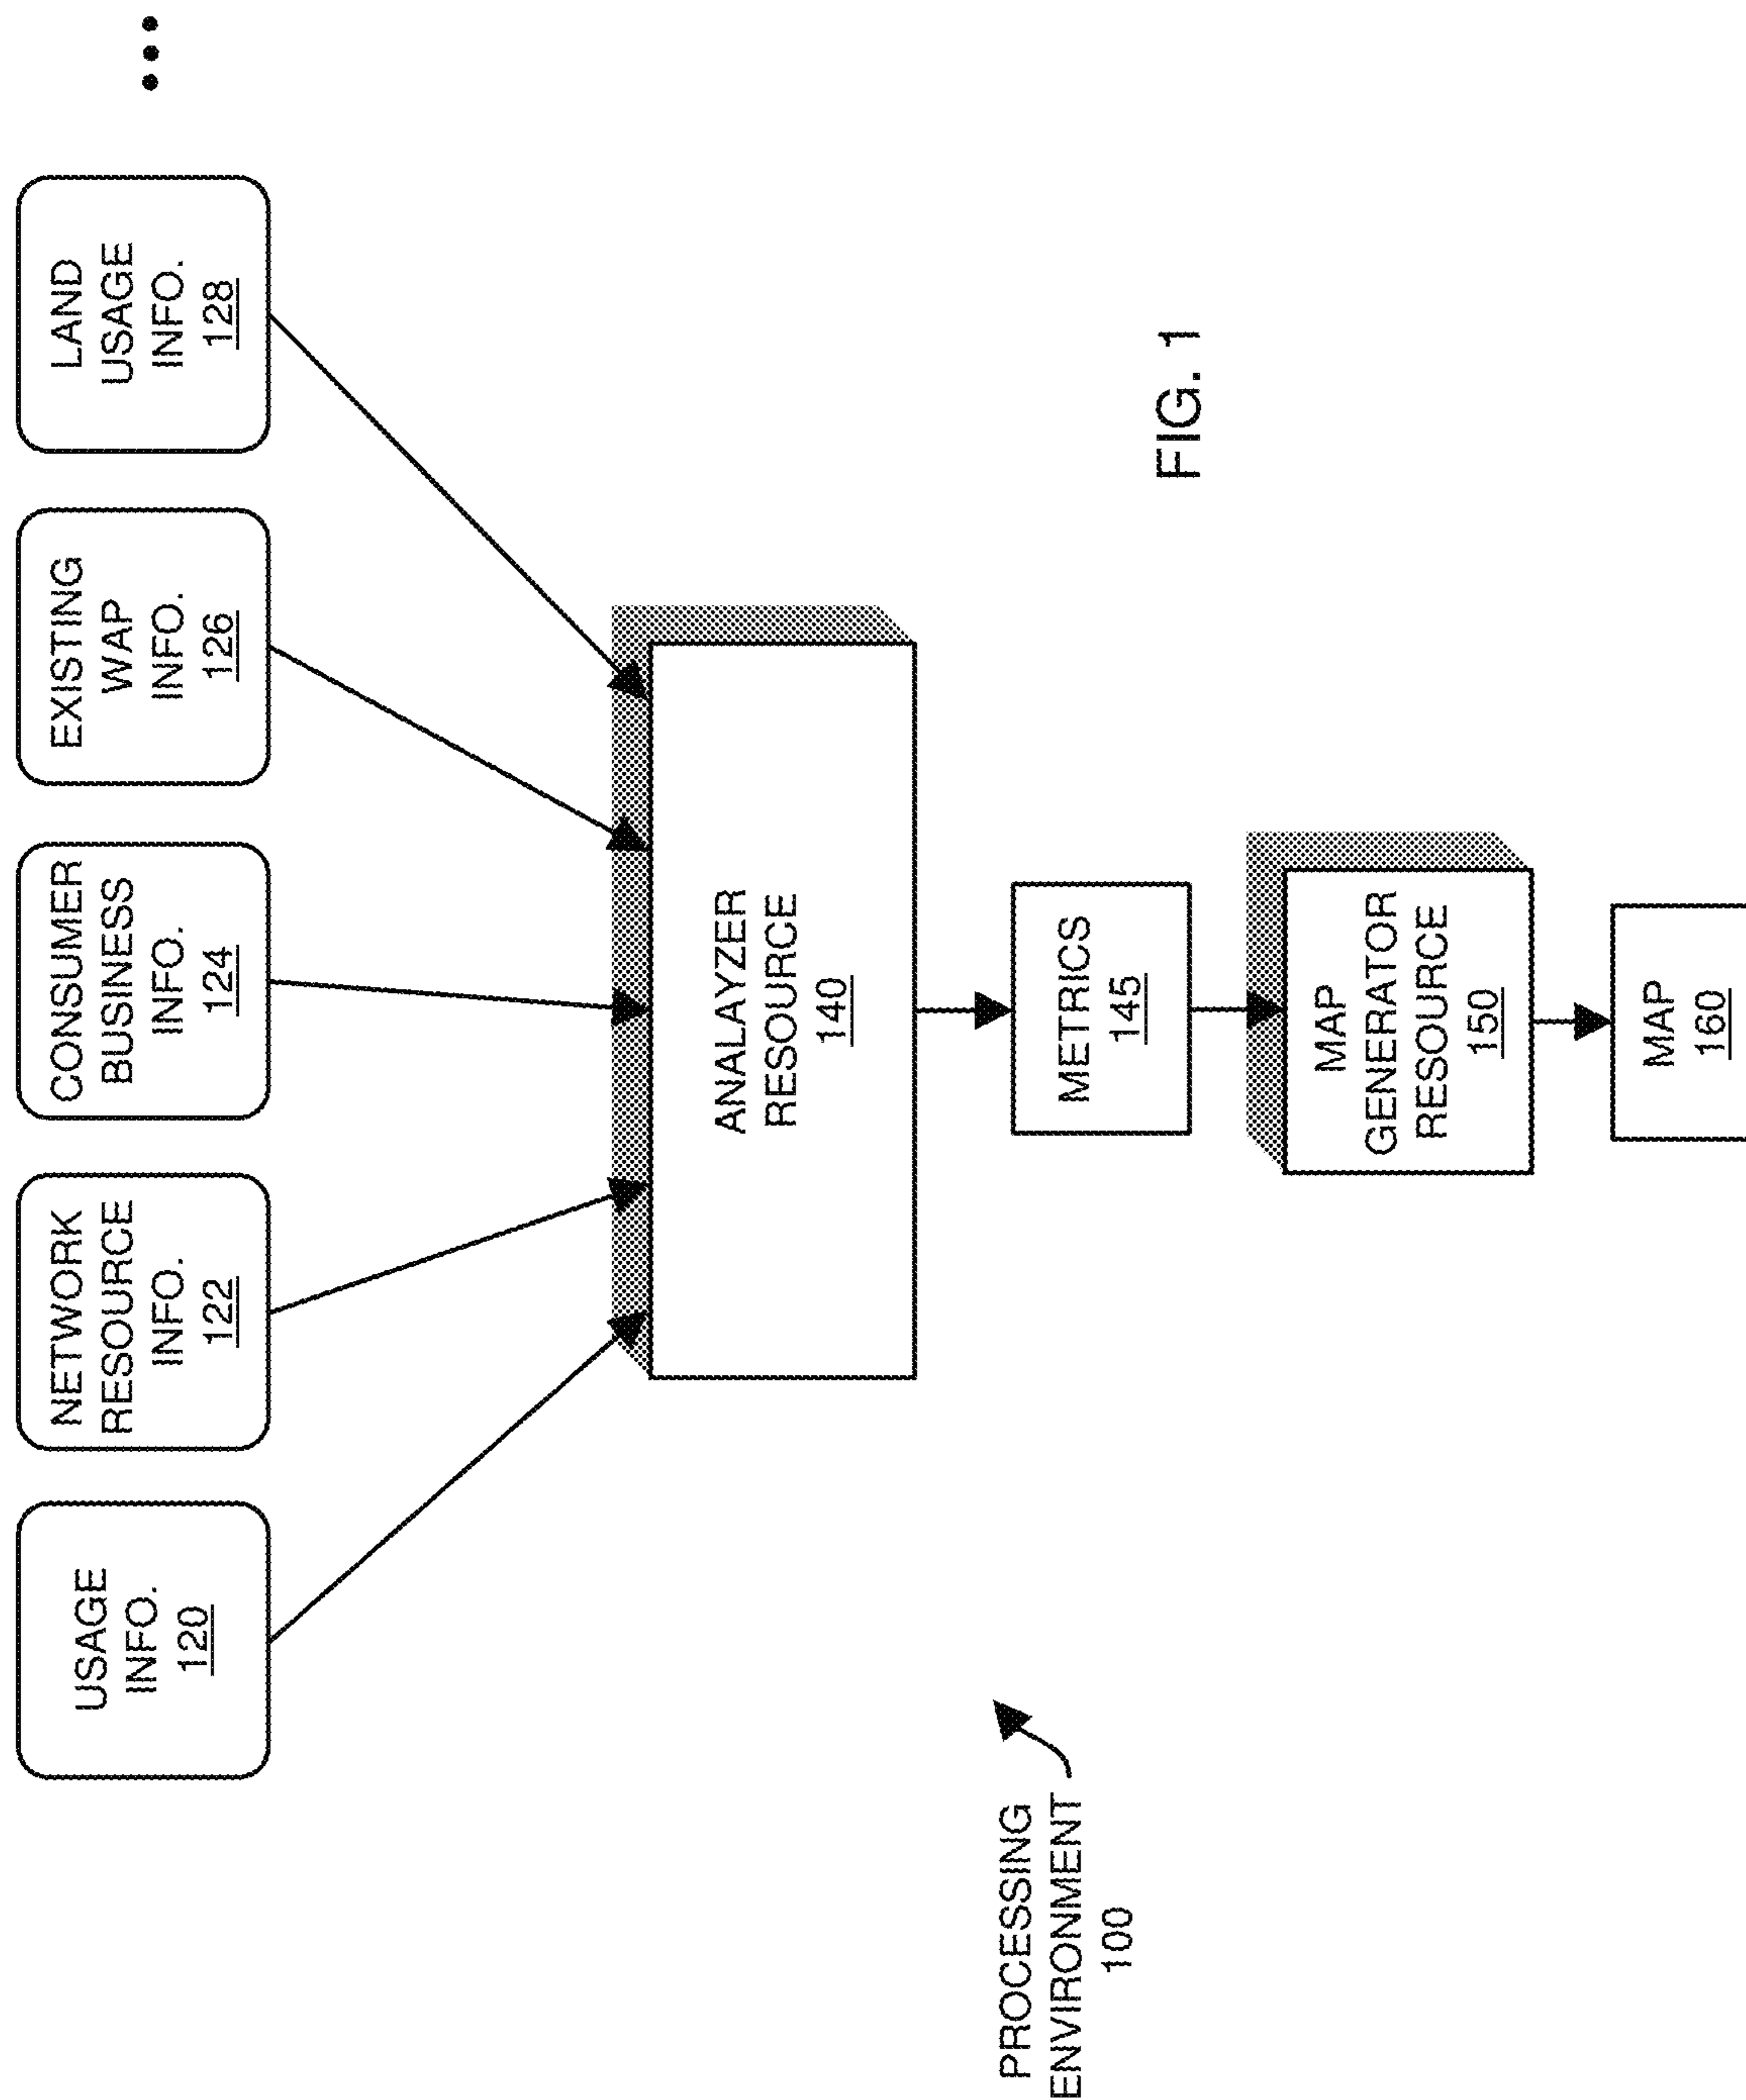 USAGE
INFO.
120
NETWORK
RESOURCE
INFO.
122
CONSUMER
BUSINESS
INFO.
124
EXISTING
WAP
INFO.
126
LAND
USAGE
INFO.
128
ANALAYZER
RESOURCE
140
METRICS
145
MAP
GENERATOR
RESOURCE
150
MAP
160
PROCESSING
ENVIRONMENT
100
FIG. 1